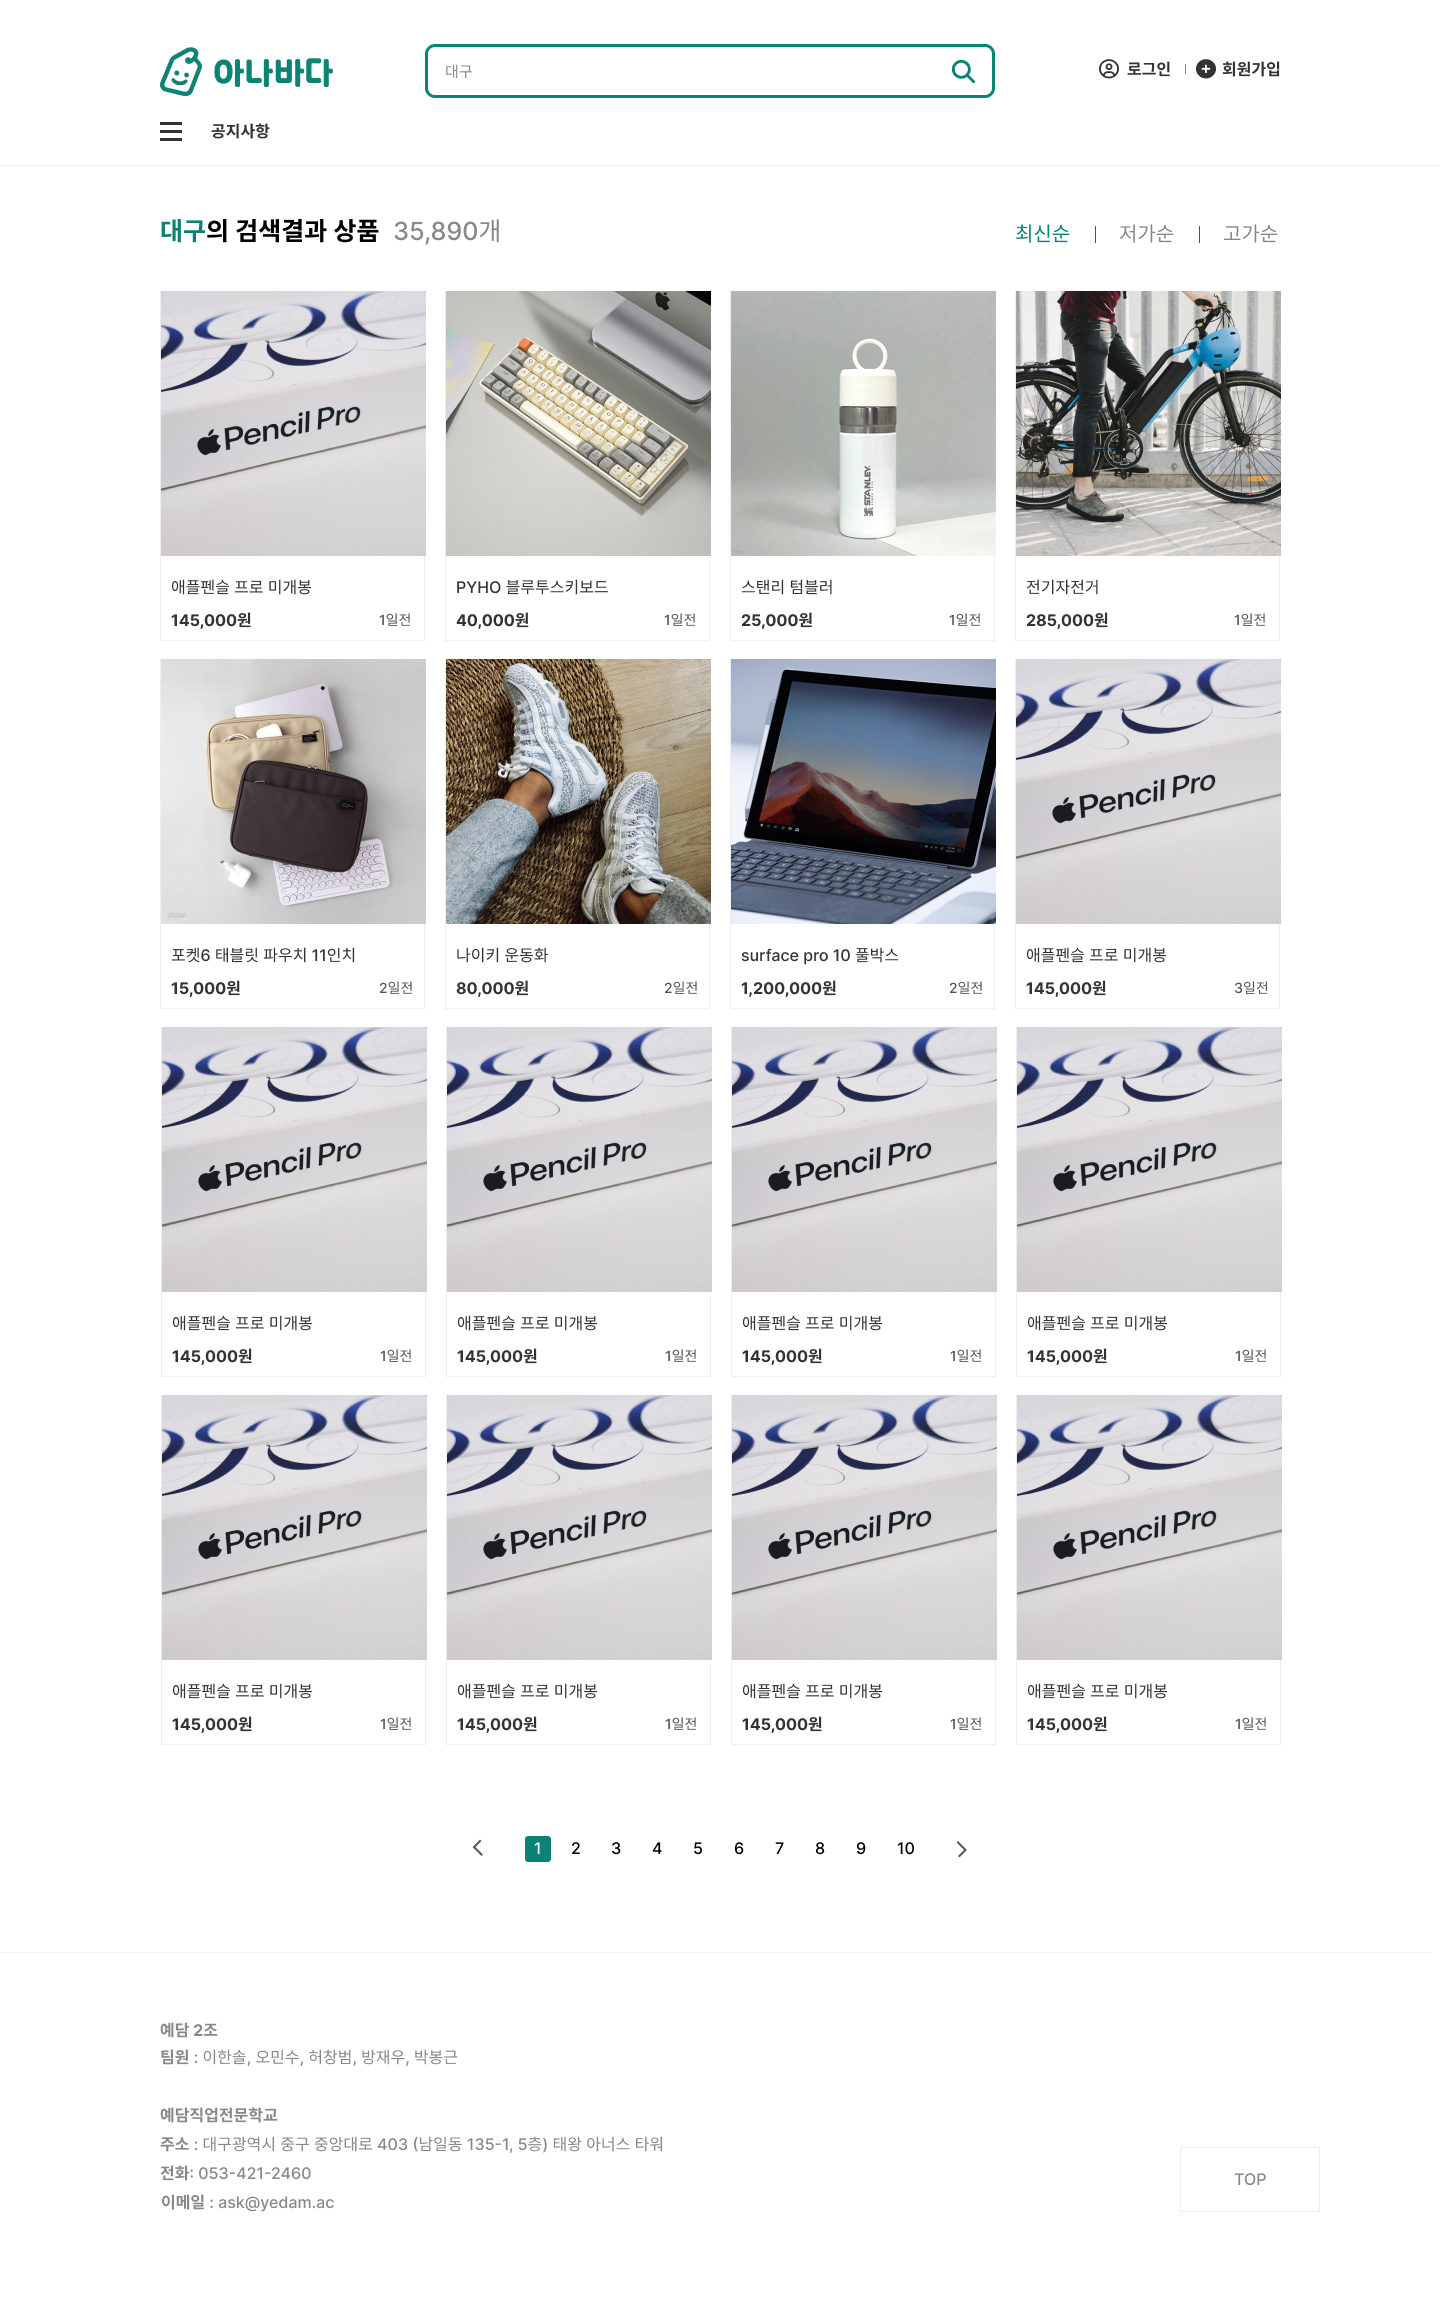 아나바다
대구
로그인
회원가입
공지사항
대구의 검색결과 상품 35,890개
최신순 | 저가순 | 고가순
Pencil Pro
STANLEY
애플펜슬 프로 미개봉
145,000원 1일전
PYHO 블루투스키보드
40,000원 1일전
스탠리 텀블러
25,000원 1일전
전기자전거
285,000원 1일전
Pencil Pro
포켓6 태블릿 파우치 11인치
15,000원 2일전
나이키 운동화
80,000원 2일전
surface pro 10 풀박스
1,200,000원 2일전
애플펜슬 프로 미개봉
145,000원 3일전
Pencil Pro
Pencil Pro
Pencil Pro
Pencil Pro
애플펜슬 프로 미개봉
145,000원 1일전
애플펜슬 프로 미개봉
145,000원 1일전
애플펜슬 프로 미개봉
145,000원 1일전
애플펜슬 프로 미개봉
145,000원 1일전
Pencil Pro
Pencil Pro
Pencil Pro
Pencil Pro
애플펜슬 프로 미개봉
145,000원 1일전
애플펜슬 프로 미개봉
145,000원 1일전
애플펜슬 프로 미개봉
145,000원 1일전
애플펜슬 프로 미개봉
145,000원 1일전
1 2 3 4 5 6 7 8 9 10
예담 2조
팀원 : 이한솔, 오민수, 허창범, 방재우, 박봉근
예담직업전문학교
주소 : 대구광역시 중구 중앙대로 403 (남일동 135-1, 5층) 태왕 아너스 타워
전화: 053-421-2460
이메일 : ask@yedam.ac
TOP